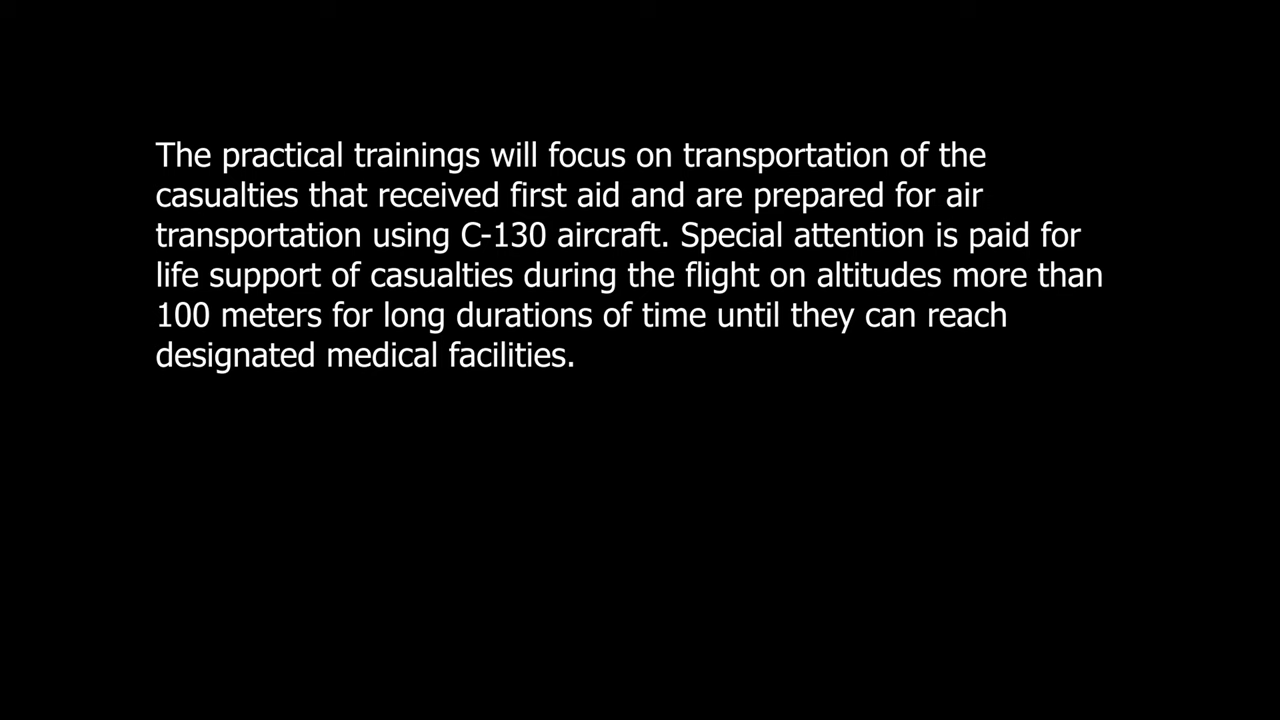 The practical trainings will focus on transportation of the
casualties that received first aid and are prepared for air
transportation using C-130 aircraft. Special attention is paid for
life support of casualties during the flight on altitudes more than
100 meters for long durations of time until they can reach
designated medical facilities.